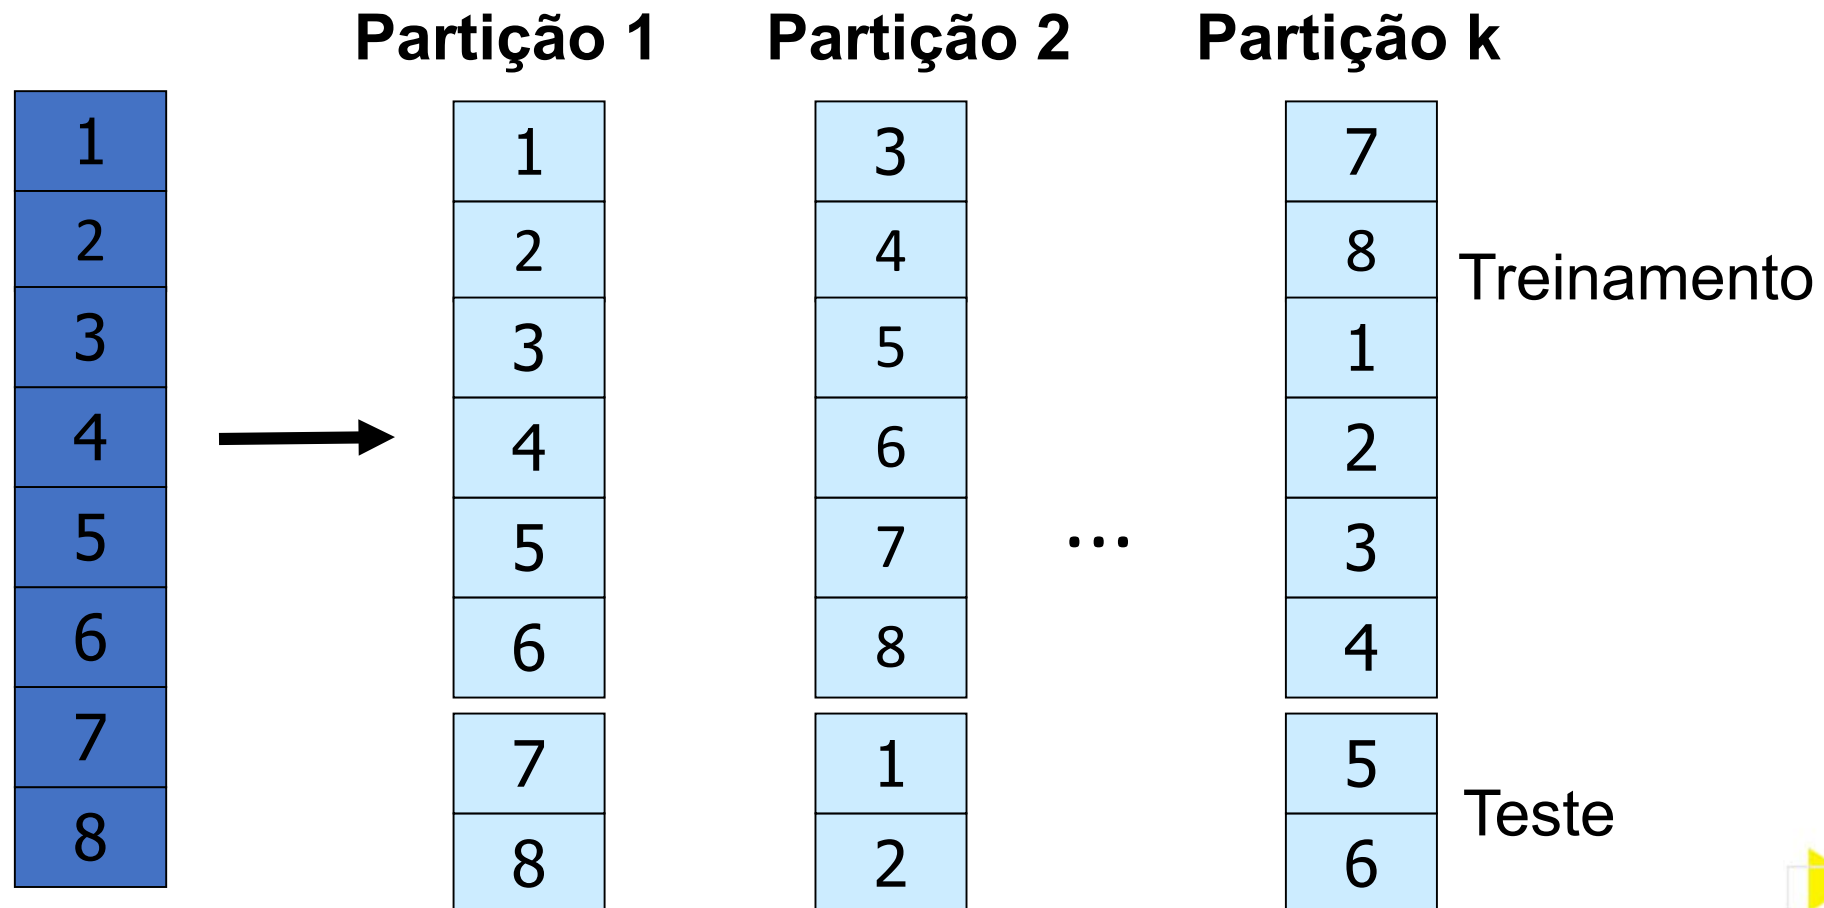 Partição 1 Partição 2 Partição k
1 1 3 7
2 2 4 8
Treinamento
3 3 5 1
4 4 6 2
5 5 7 ... 3
6 6 8 4
7 7 1 5
Teste
8 8 2 6